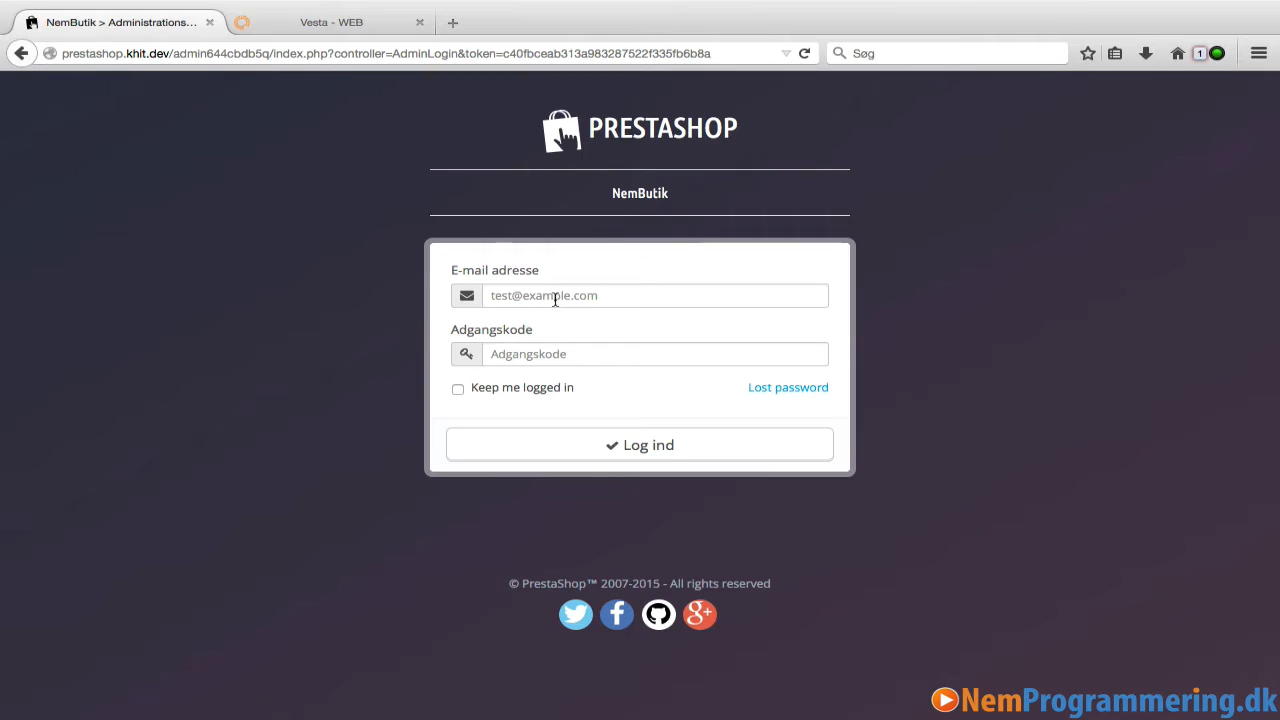 NemButik > Administrations...
Vesta - WEB
prestashop.khit.dev/admin644cbdb5q/index.php?controller=AdminLogin&token=c40fbceab313a983287522f335fb6b8a
Søg
1
PRESTASHOP
NemButik
E-mail adresse
test@example.com
Adgangskode
Adgangskode
Keep me logged in
Lost password
Log ind
© PrestaShop™ 2007-2015 - All rights reserved
NemProgrammering.dk